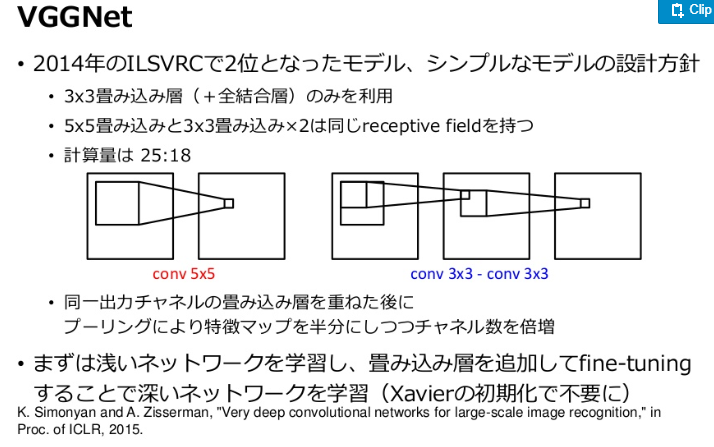 VGGNet
Clip
• 2014年のILSVRCで2位となったモデル、シンプルなモデルの設計方針
• 3x3畳み込み層（＋全結合層）のみを利用
• 5x5畳み込みと3x3畳み込み×2は同じreceptive fieldを持つ
• 計算量は 25:18
conv 5x5
conv 3x3 - conv 3x3
• 同一出力チャネルの畳み込み層を重ねた後に
プーリングにより特徴マップを半分にしつつチャネル数を倍増
• まずは浅いネットワークを学習し、畳み込み層を追加してfine-tuning
することで深いネットワークを学習（Xavierの初期化で不要に）
K. Simonyan and A. Zisserman, "Very deep convolutional networks for large-scale image recognition," in
Proc. of ICLR, 2015.